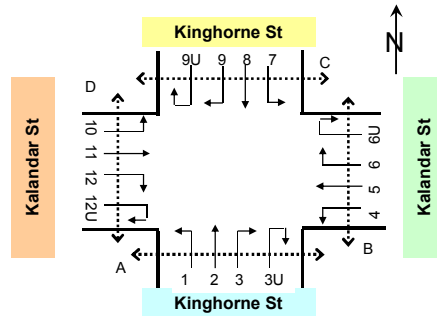 Kinghorne St
N
9U 9 8 7
D
C
Kalandar St
10
11
12
12U
6U
6
5
4
Kalandar St
A
B
1 2 3 3U
Kinghorne St